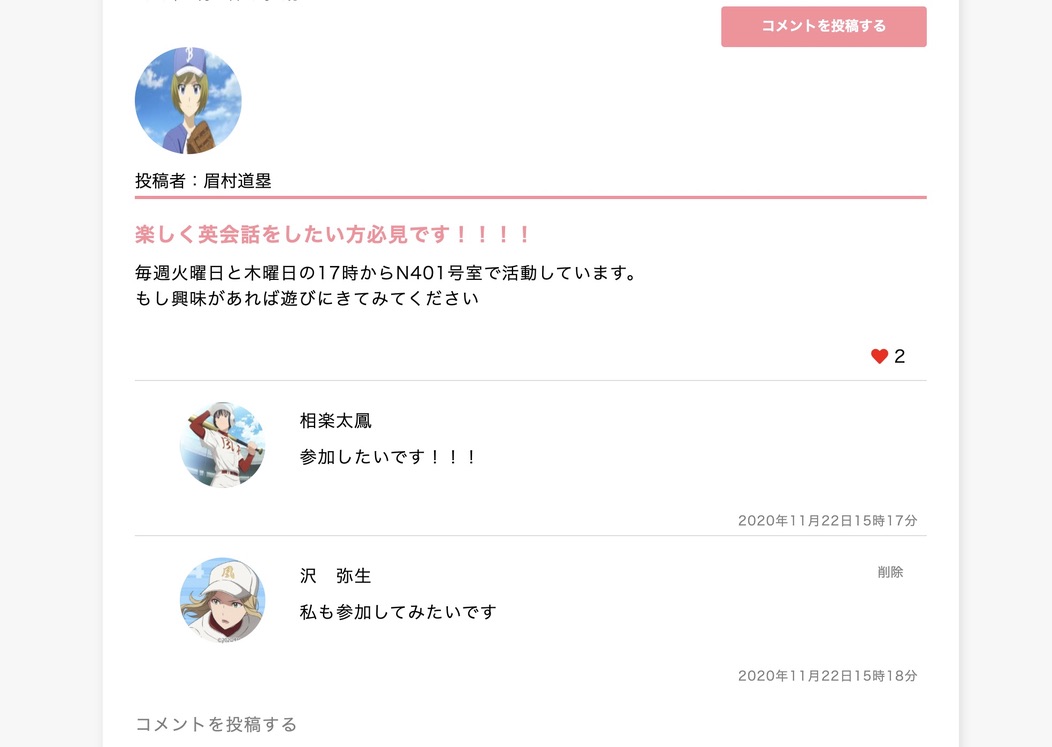 コメントを投稿する
投稿者：眉村道塁
楽しく英会話をしたい方必見です！！！！
毎週火曜日と木曜日の17時からN401号室で活動しています。
もし興味があれば遊びにきてみてください
2
相楽太鳳
参加したいです！！！
2020年11月22日15時17分
沢　弥生
削除
私も参加してみたいです
2020年11月22日15時18分
コメントを投稿する